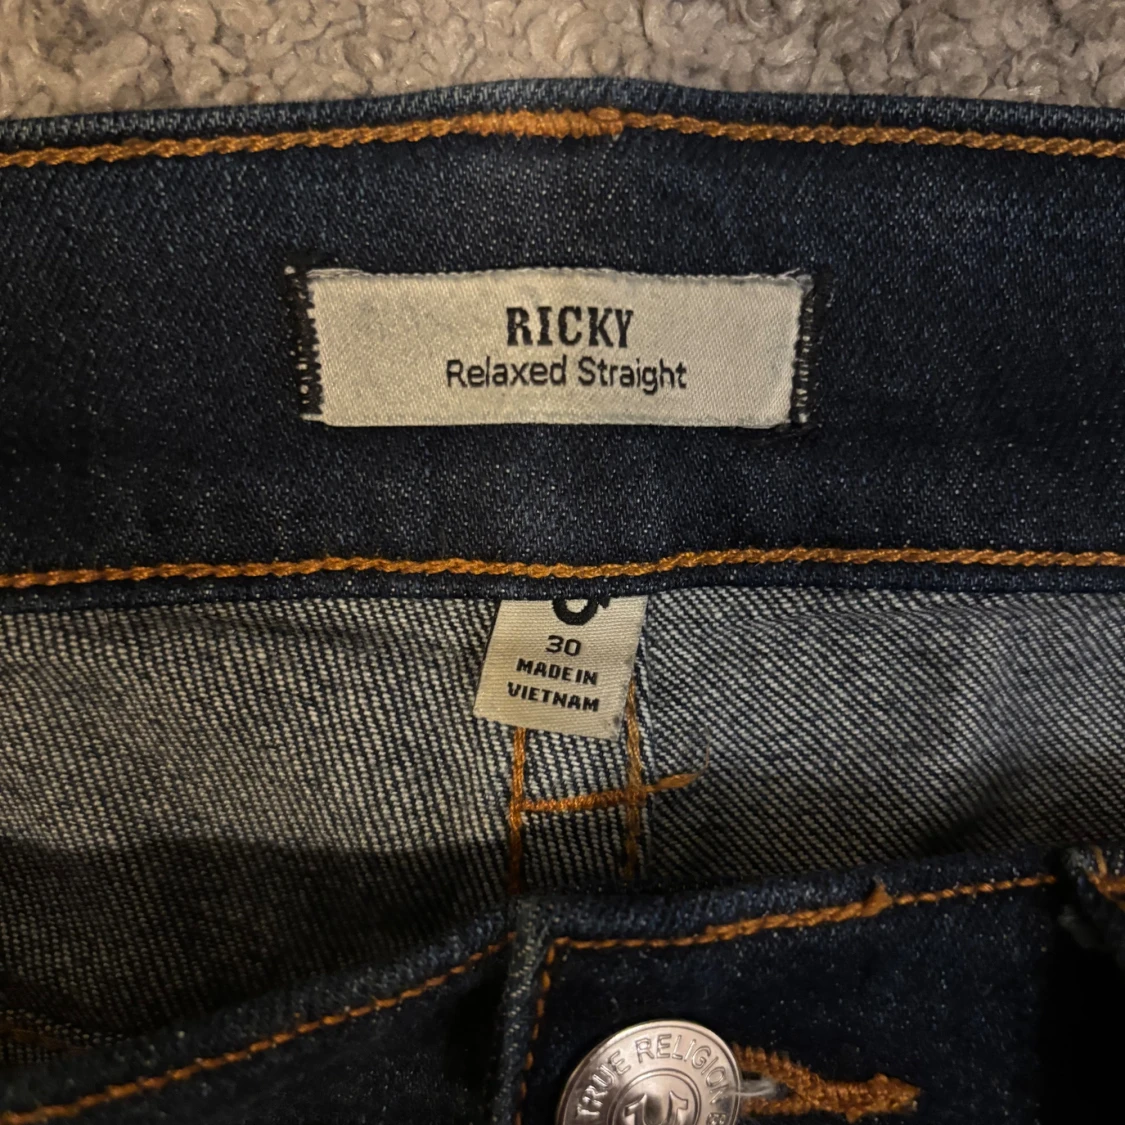 RICKY
Relaxed Straight
30
MADE IN
VIETNAM
TRUE RELIGION